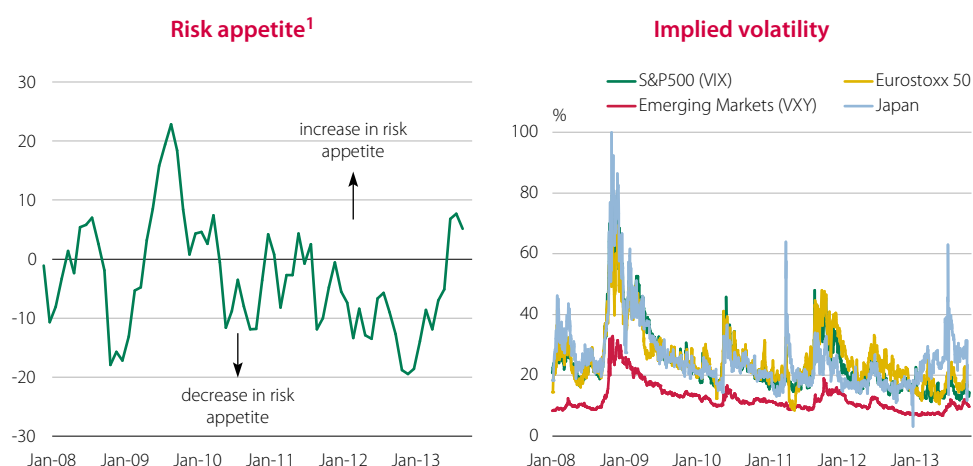 Risk appetite1
30
20
10
0
-10
-20
-30
increase in risk
appetite
decrease in risk
appetite
Jan-08 Jan-09 Jan-10 Jan-11 Jan-12 Jan-13
Implied volatility
S&P500 (VIX) Eurostoxx 50
Emerging Markets (VXY) Japan
%
100
80
60
40
20
0
Jan-08 Jan-09 Jan-10 Jan-11 Jan-12 Jan-13